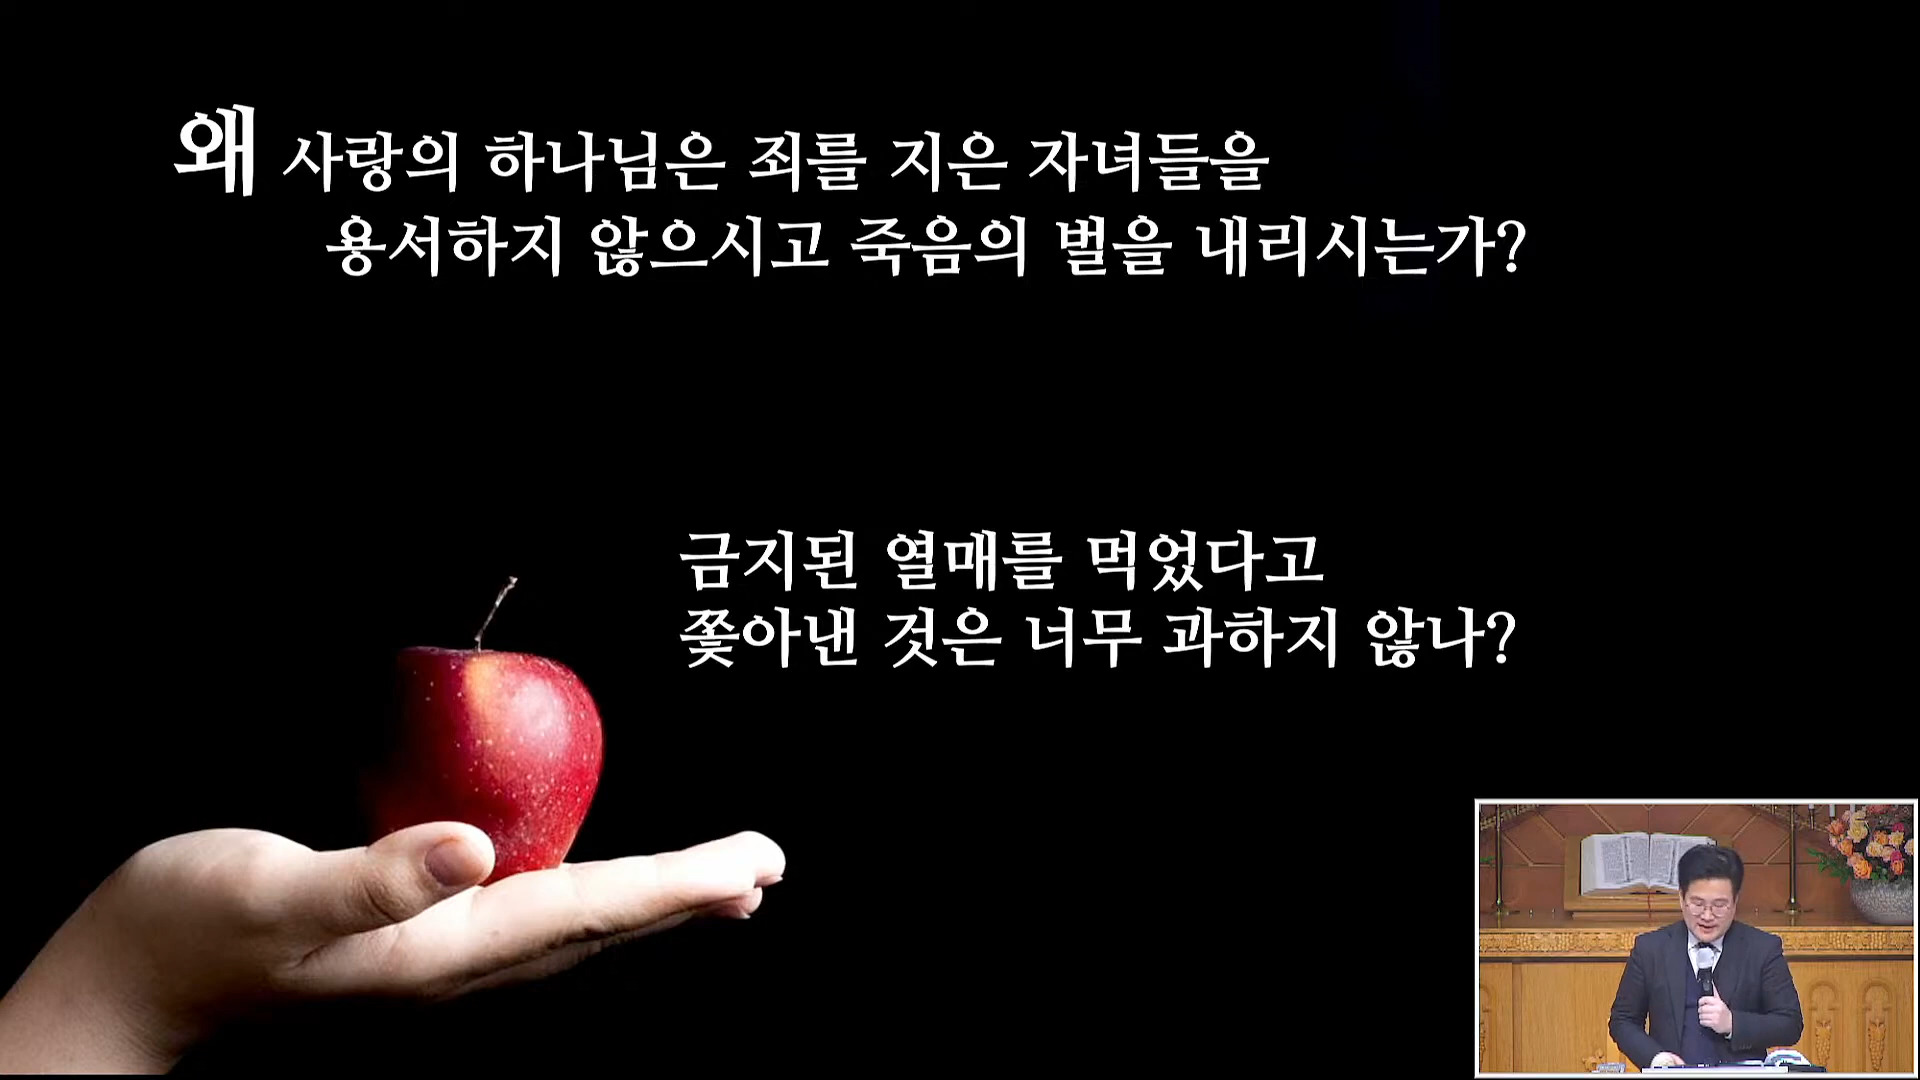 왜 사랑의 하나님은 죄를 지은 자녀들을
용서하지 않으시고 죽음의 벌을 내리시는가?
금지된 열매를 먹었다고
쫓아낸 것은 너무 과하지 않나?